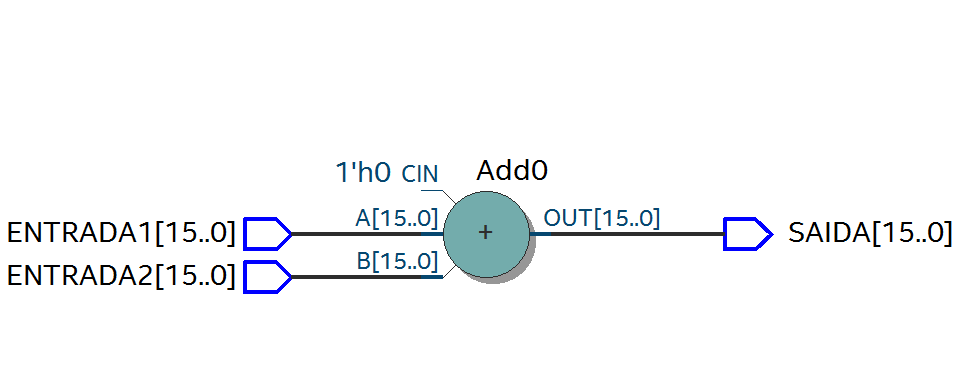 1'h0 CIN
Add0
A[15..0]
OUT[15..0]
ENTRADA1[15..0]
+
SAIDA[15..0]
B[15..0]
ENTRADA2[15..0]